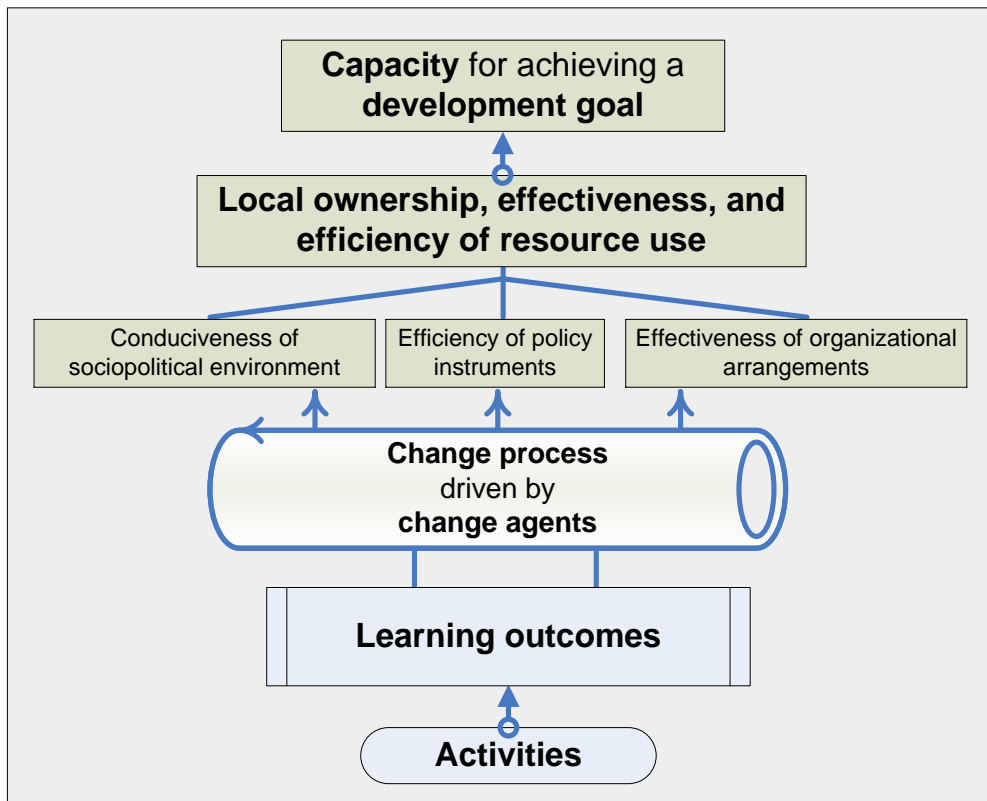 Capacity for achieving a
development goal
Local ownership, effectiveness, and
efficiency of resource use
Conduciveness of
sociopolitical environment
Efficiency of policy
instruments
Effectiveness of organizational
arrangements
Change process
driven by
change agents
Learning outcomes
Activities